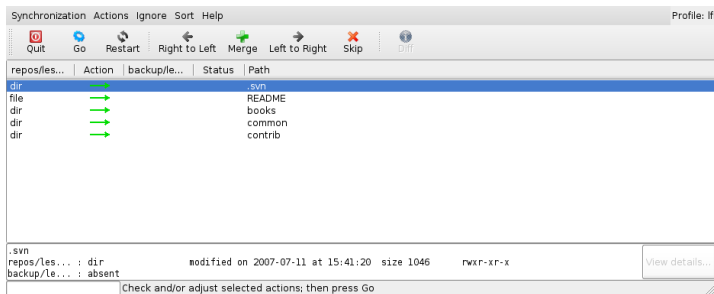 Synchronization Actions Ignore Sort Help Profile: lf
Quit Go Restart Right to Left Merge Left to Right Skip Diff
repos/les... Action backup/le... Status Path
dir .svn
file README
dir books
dir common
dir contrib
.svn
repos/les... : dir modified on 2007-07-11 at 15:41:20 size 1046 rwxr-xr-x
backup/le... : absent
View details...
Check and/or adjust selected actions; then press Go